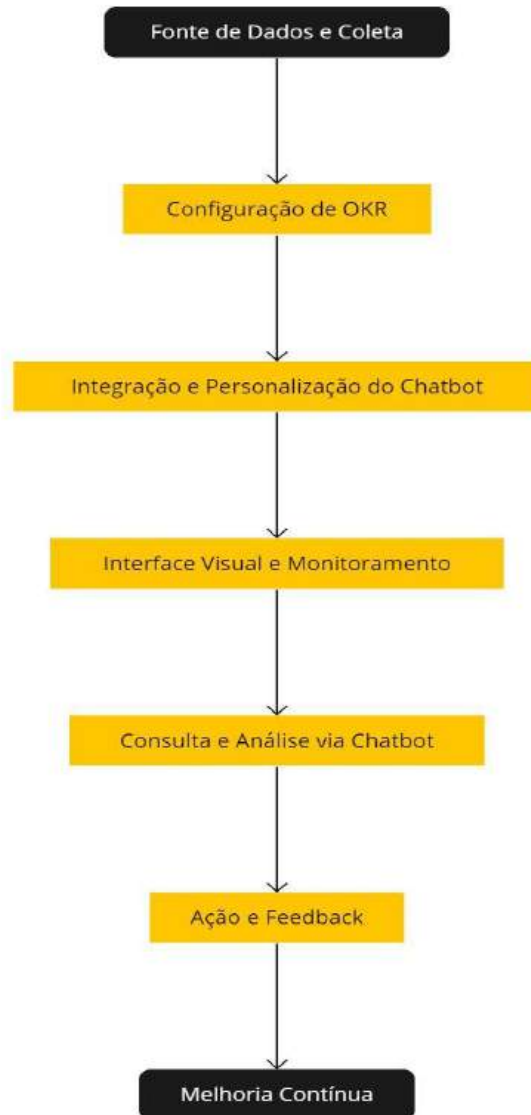 Fonte de Dados e Coleta
Configuração de OKR
Integração e Personalização do Chatbot
Interface Visual e Monitoramento
Consulta e Análise via Chatbot
Ação e Feedback
Melhoria Contínua